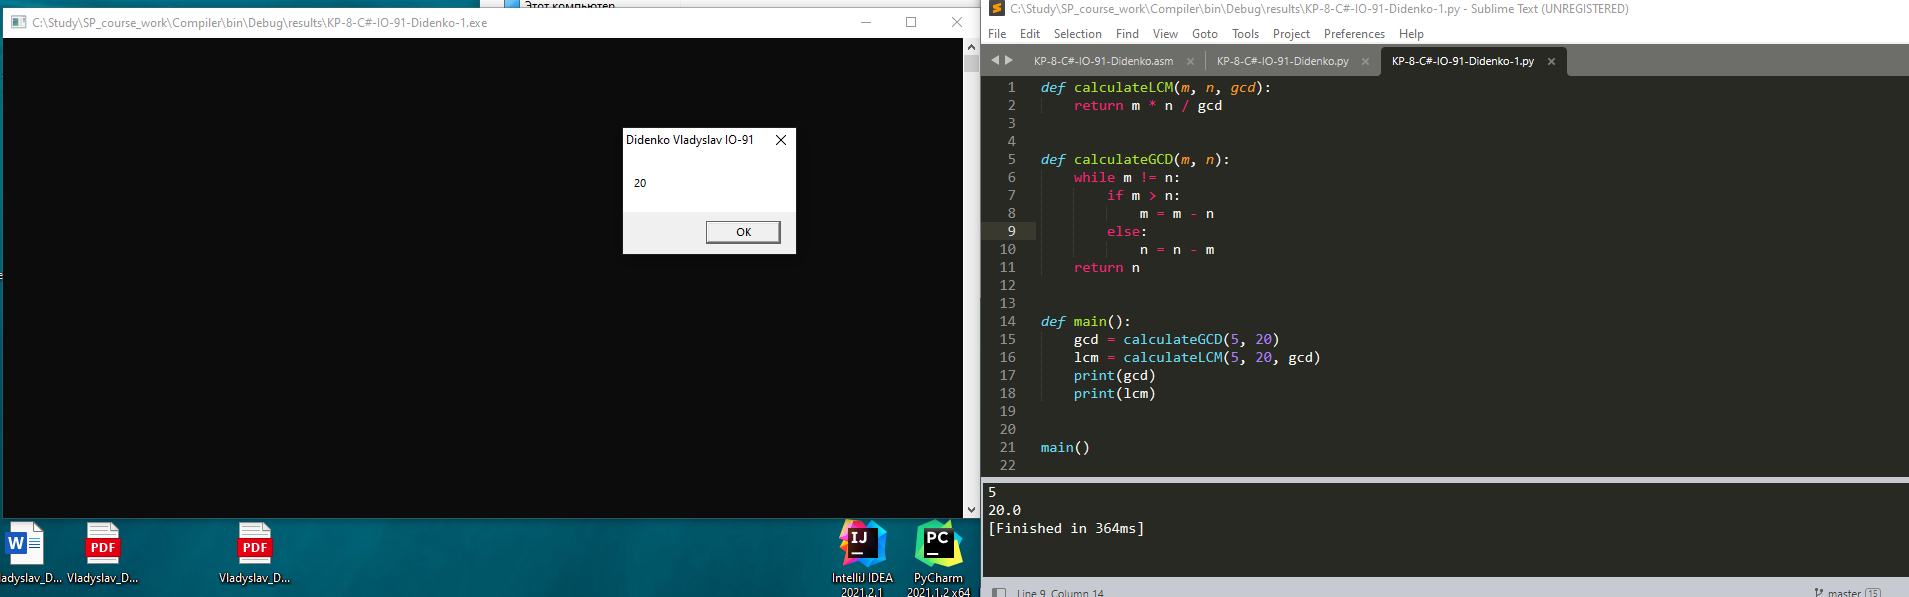 Этот компьютер
C:\Study\SP_course_work\Compiler\bin\Debug\results\KP-8-C#-IO-91-Didenko-1.exe
Didenko Vladyslav IO-91
20
OK
W
PDF
PDF
IJ
PC
Vladyslav_D...
Vladyslav_D...
IntelliJ IDEA
2021.2.1
PyCharm
2021.1.2 x64
C:\Study\SP_course_work\Compiler\bin\Debug\results\KP-8-C#-IO-91-Didenko-1.py - Sublime Text (UNREGISTERED)
File Edit Selection Find View Goto Tools Project Preferences Help
KP-8-C#-IO-91-Didenko.asm KP-8-C#-IO-91-Didenko.py KP-8-C#-IO-91-Didenko-1.py
1 def calculateLCM(m, n, gcd):
2 return m * n / gcd
3
4
5 def calculateGCD(m, n):
6 while m != n:
7 if m > n:
8 m = m - n
9 else:
10 n = n - m
11 return n
12
13
14 def main():
15 gcd = calculateGCD(5, 20)
16 lcm = calculateLCM(5, 20, gcd)
17 print(gcd)
18 print(lcm)
19
20
21 main()
22
5
20.0
[Finished in 364ms]
Line 9, Column 14
master 15